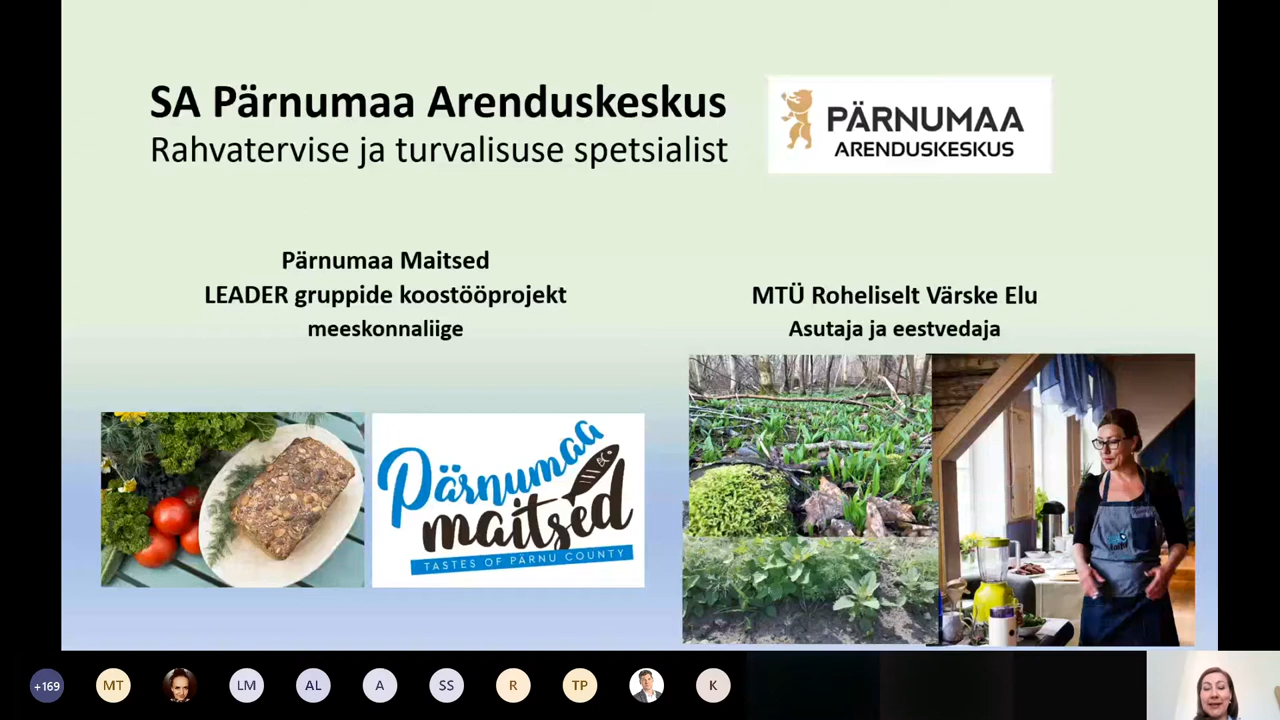 SA Pärnumaa Arenduskeskus
Rahvatervise ja turvalisuse spetsialist
PÄRNUMAA
ARENDUSKESKUS
Pärnumaa Maitsed
LEADER gruppide koostööprojekt
meeskonnaliige
MTÜ Roheliselt Värske Elu
Asutaja ja eestvedaja
Pärnumaa
maitsed
TASTES OF PÄRNU COUNTY
+169
MT
LM
AL
A
SS
R
TP
K